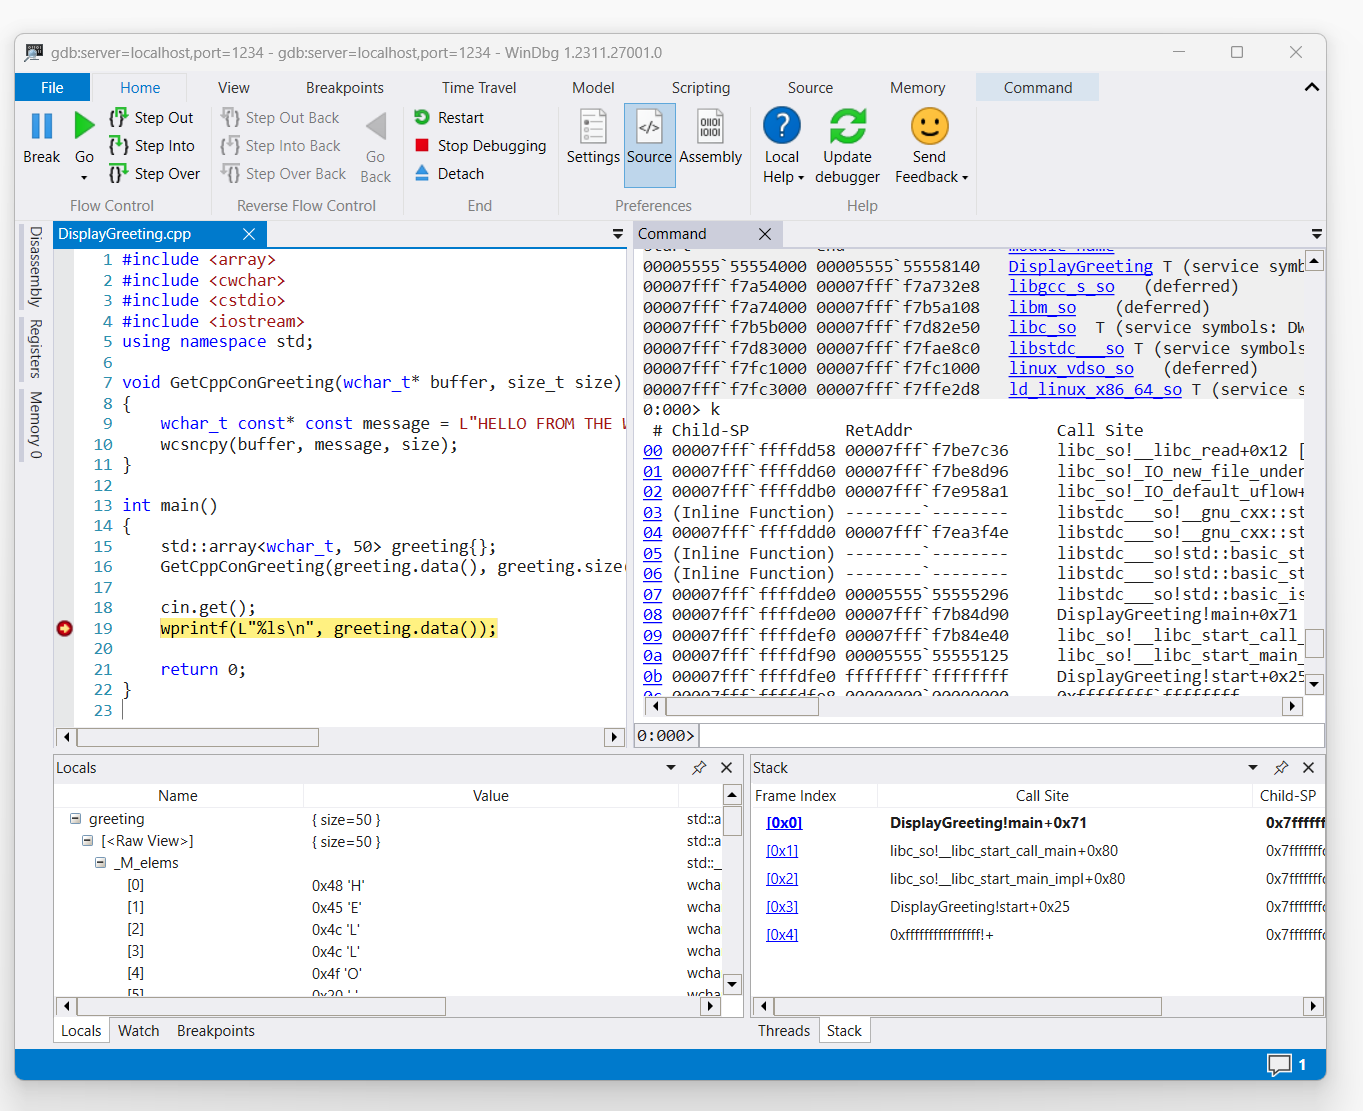 gdb:server=localhost,port=1234 - gdb:server=localhost,port=1234 - WinDbg 1.2311.27001.0
File Home View Breakpoints Time Travel Model Scripting Source Memory Command
Break Go Step Out Step Into Step Over
Flow Control
Step Out Back Step Into Back Step Over Back Go Back
Reverse Flow Control
Restart
Stop Debugging
Detach
End
Settings Source Assembly
Preferences
Local Help Update debugger Send Feedback
Help
Disassembly
Registers
Memory 0
DisplayGreeting.cpp
1 #include <array>
2 #include <cwchar>
3 #include <cstdio>
4 #include <iostream>
5 using namespace std;
6
7 void GetCppConGreeting(wchar_t* buffer, size_t size)
8 {
9 wchar_t const* const message = L"HELLO FROM THE
10 wcsncpy(buffer, message, size);
11 }
12
13 int main()
14 {
15 std::array<wchar_t, 50> greeting{};
16 GetCppConGreeting(greeting.data(), greeting.size
17
18 cin.get();
19 wprintf(L"%ls\n", greeting.data());
20
21 return 0;
22 }
23
Command
00005555`55554000 00005555`55558140 DisplayGreeting T (service symb
00007fff`f7a54000 00007fff`f7a732e8 libgcc_s_so (deferred)
00007fff`f7a74000 00007fff`f7b5a108 libm_so (deferred)
00007fff`f7b5b000 00007fff`f7d82e50 libc_so T (service symbols: DW
00007fff`f7d83000 00007fff`f7fae8c0 libstdc___so T (service symbols
00007fff`f7fc1000 00007fff`f7fc1000 linux_vdso_so (deferred)
00007fff`f7fc3000 00007fff`f7ffe2d8 ld_linux_x86_64_so T (service s
0:000> k
# Child-SP RetAddr Call Site
00 00007fff`ffffdd58 00007fff`f7be7c36 libc_so!__libc_read+0x12 [
01 00007fff`ffffdd60 00007fff`f7be8d96 libc_so!_IO_new_file_under
02 00007fff`ffffddb0 00007fff`f7e958a1 libc_so!_IO_default_uflow+
03 (Inline Function) --------`-------- libstdc___so!__gnu_cxx::st
04 00007fff`ffffddd0 00007fff`f7ea3f4e libstdc___so!__gnu_cxx::st
05 (Inline Function) --------`-------- libstdc___so!std::basic_st
06 (Inline Function) --------`-------- libstdc___so!std::basic_st
07 00007fff`ffffdde0 00005555`55555296 libstdc___so!std::basic_is
08 00007fff`ffffde00 00007fff`f7b84d90 DisplayGreeting!main+0x71
09 00007fff`ffffdef0 00007fff`f7b84e40 libc_so!__libc_start_call_
0a 00007fff`ffffdf90 00005555`55555125 libc_so!__libc_start_main_
0b 00007fff`ffffdfe0 ffffffff`ffffffff DisplayGreeting!start+0x25
0c 00007fff`ffffdfe8 00000000`00000000 0xffffffff`ffffffff
0:000>
Locals
Name Value
greeting { size=50 } std::a
[<Raw View>] { size=50 } std::a
_M_elems std::_
[0] 0x48 'H' wcha
[1] 0x45 'E' wcha
[2] 0x4c 'L' wcha
[3] 0x4c 'L' wcha
[4] 0x4f 'O' wcha
[5] 0x20 ' ' wcha
Locals Watch Breakpoints
Stack
Frame Index Call Site Child-SP
[0x0] DisplayGreeting!main+0x71 0x7ffffff
[0x1] libc_so!__libc_start_call_main+0x80 0x7fffffffc
[0x2] libc_so!__libc_start_main_impl+0x80 0x7fffffffc
[0x3] DisplayGreeting!start+0x25 0x7fffffffc
[0x4] 0xffffffffffffffff!+ 0x7fffffffc
Threads Stack
1